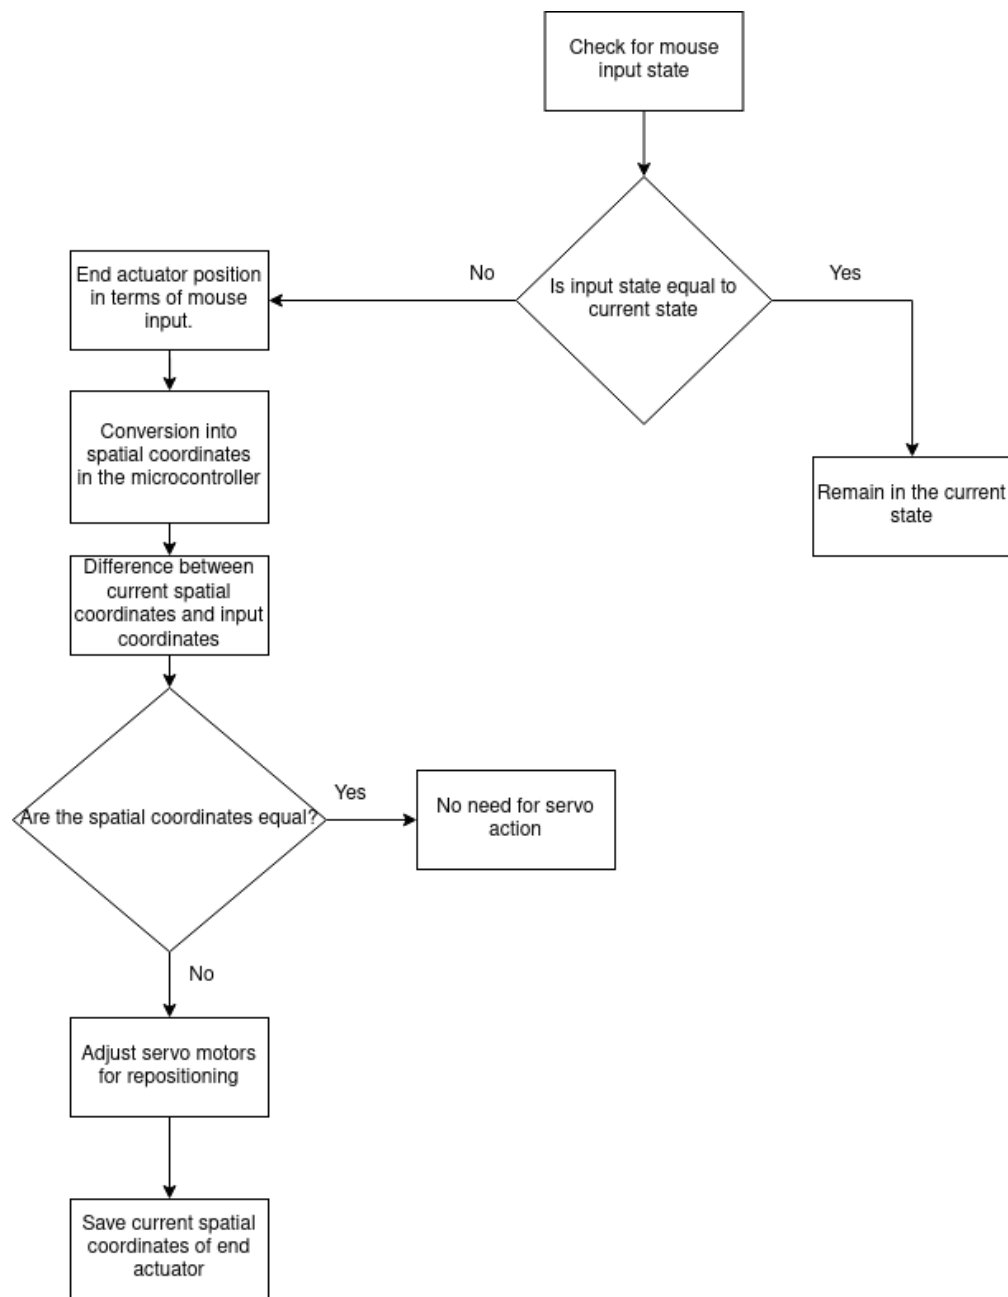 Check for mouse
input state
No
Yes
Is input state equal to
current state
End actuator position
in terms of mouse
input.
Conversion into
spatial coordinates
in the microcontroller
Remain in the current
state
Difference between
current spatial
coordinates and input
coordinates
Are the spatial coordinates equal?
Yes
No need for servo
action
No
Adjust servo motors
for repositioning
Save current spatial
coordinates of end
actuator